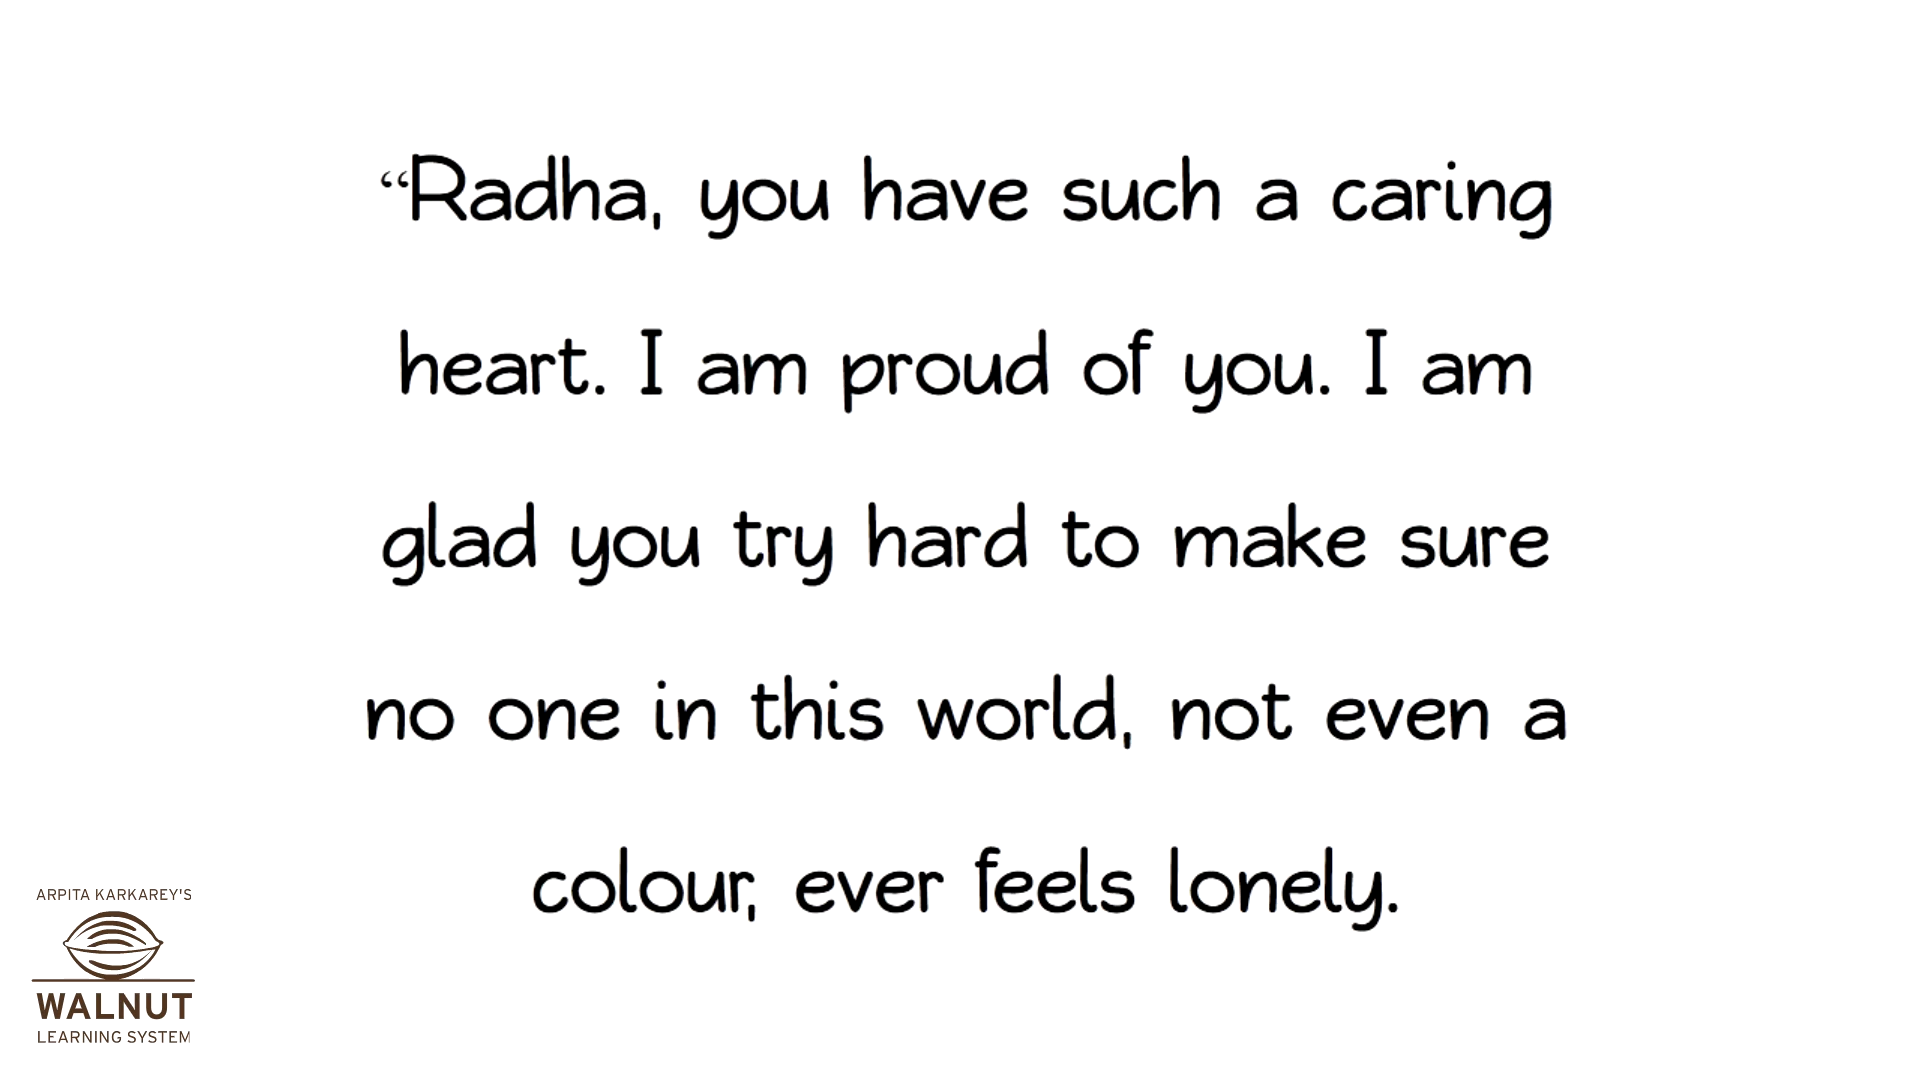 “Radha, you have such a caring
heart. I am proud of you. I am
glad you try hard to make sure
no one in this world, not even a
colour, ever feels lonely.
ARPITA KARKAREY'S
WALNUT
LEARNING SYSTEM